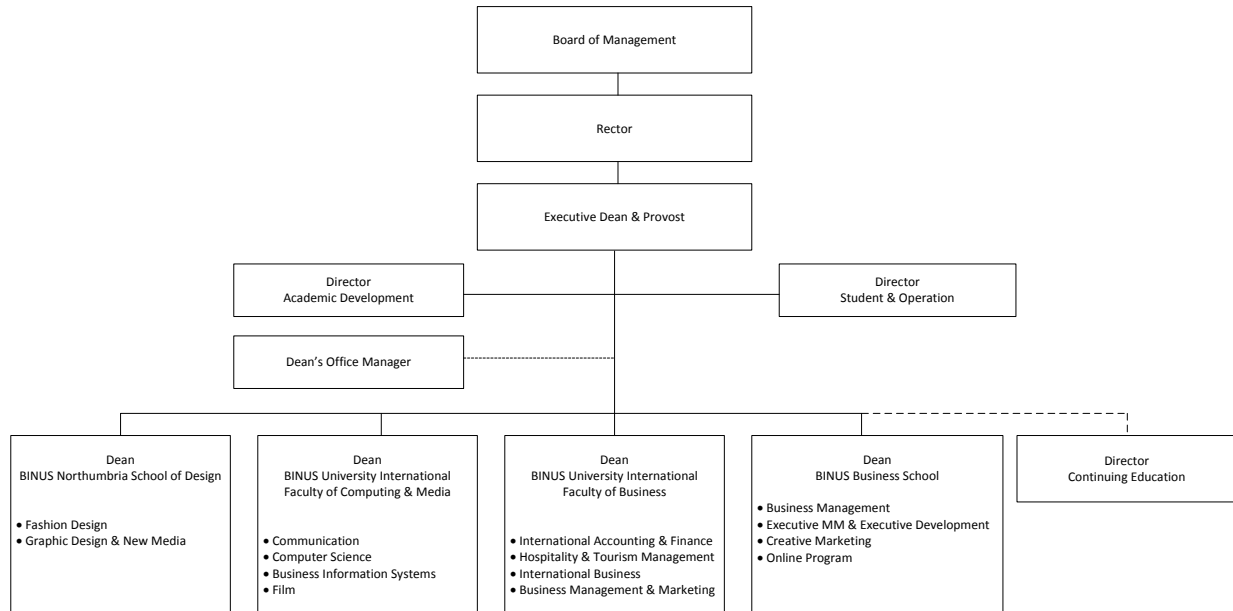 Board of Management
Rector
Executive Dean & Provost
Director
Academic Development
Director
Student & Operation
Dean’s Office Manager
Dean
BINUS Northumbria School of Design
• Fashion Design
• Graphic Design & New Media
Dean
BINUS University International
Faculty of Computing & Media
• Communication
• Computer Science
• Business Information Systems
• Film
Dean
BINUS University International
Faculty of Business
• International Accounting & Finance
• Hospitality & Tourism Management
• International Business
• Business Management & Marketing
Dean
BINUS Business School
• Business Management
• Executive MM & Executive Development
• Creative Marketing
• Online Program
Director
Continuing Education